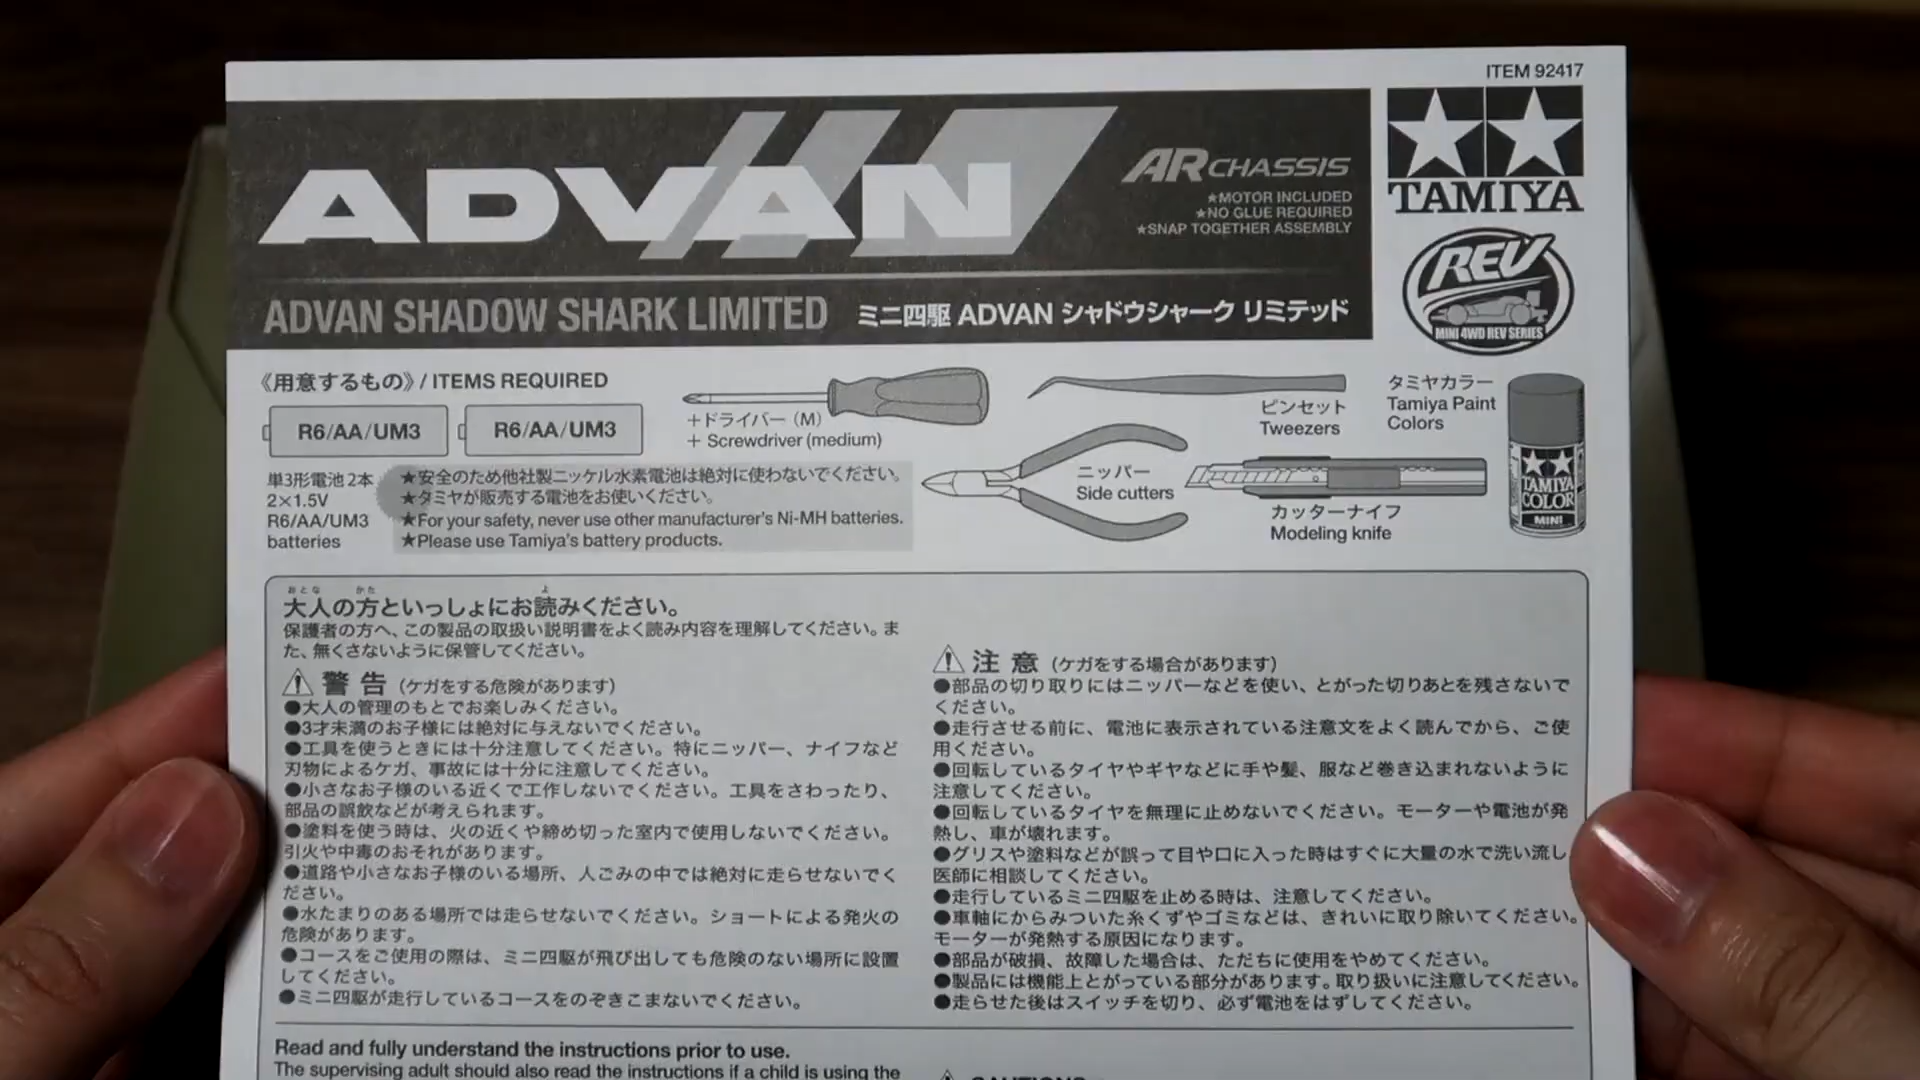 ITEM 92417
ADVAN
AR CHASSIS
★MOTOR INCLUDED
★NO GLUE REQUIRED
★SNAP TOGETHER ASSEMBLY
TAMIYA
REV
MINI 4WD REV SERIES
ADVAN SHADOW SHARK LIMITED ミニ四駆 ADVAN シャドウシャーク リミテッド
《用意するもの》/ ITEMS REQUIRED
R6/AA/UM3
R6/AA/UM3
単3形電池 2本
2×1.5V
R6/AA/UM3
batteries
★安全のため他社製ニッケル水素電池は絶対に使わないでください。
★タミヤが販売する電池をお使いください。
★For your safety, never use other manufacturer's Ni-MH batteries.
★Please use Tamiya's battery products.
＋ドライバー（M）
+ Screwdriver (medium)
ピンセット
Tweezers
ニッパー
Side cutters
カッターナイフ
Modeling knife
タミヤカラー
Tamiya Paint
Colors
TAMIYA
COLOR
MINI
おとな かた よ
大人の方といっしょにお読みください。
保護者の方へ、この製品の取扱い説明書をよく読み内容を理解してください。ま
た、無くさないように保管してください。
警 告（ケガをする危険があります）
●大人の管理のもとでお楽しみください。
●3才未満のお子様には絶対に与えないでください。
●工具を使うときには十分注意してください。特にニッパー、ナイフなど
刃物によるケガ、事故には十分に注意してください。
●小さなお子様のいる近くで工作しないでください。工具をさわったり、
部品の誤飲などが考えられます。
●塗料を使う時は、火の近くや締め切った室内で使用しないでください。
引火や中毒のおそれがあります。
●道路や小さなお子様のいる場所、人ごみの中では絶対に走らせないでく
ださい。
●水たまりのある場所では走らせないでください。ショートによる発火の
危険があります。
●コースをご使用の際は、ミニ四駆が飛び出しても危険のない場所に設置
してください。
●ミニ四駆が走行しているコースをのぞきこまないでください。
注 意（ケガをする場合があります）
●部品の切り取りにはニッパーなどを使い、とがった切りあとを残さないで
ください。
●走行させる前に、電池に表示されている注意文をよく読んでから、ご使
用ください。
●回転しているタイヤやギヤなどに手や髪、服など巻き込まれないように
注意してください。
●回転しているタイヤを無理に止めないでください。モーターや電池が発
熱し、車が壊れます。
●グリスや塗料などが誤って目や口に入った時はすぐに大量の水で洗い流し
医師に相談してください。
●走行しているミニ四駆を止める時は、注意してください。
●車軸にからみついた糸くずやゴミなどは、きれいに取り除いてください。
モーターが発熱する原因になります。
●部品が破損、故障した場合は、ただちに使用をやめてください。
●製品には機能上とがっている部分があります。取り扱いに注意してください。
●走らせた後はスイッチを切り、必ず電池をはずしてください。
Read and fully understand the instructions prior to use.
The supervising adult should also read the instructions if a child is using the
CAUTIONS